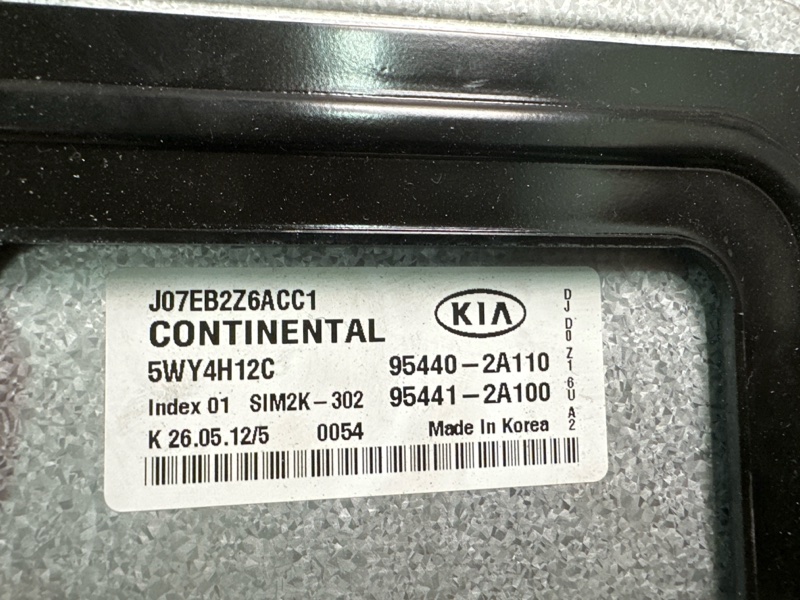 J07EB2Z6ACC1
CONTINENTAL
KIA
5WY4H12C 95440-2A110
Index 01 SIM2K-302 95441-2A100
K 26.05.12/5 0054 Made In Korea
DJ D0 Z1 6U A2